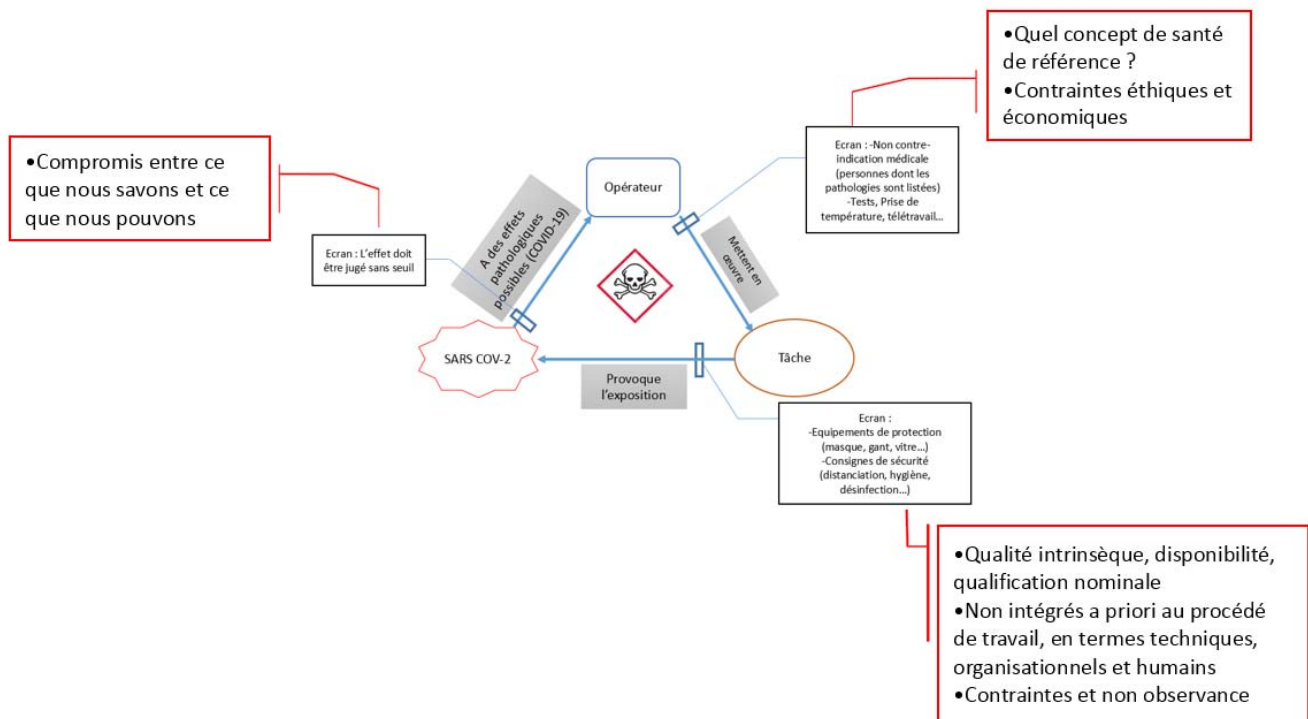 •Quel concept de santé
de référence ?
•Contraintes éthiques et
économiques
•Compromis entre ce
que nous savons et ce
que nous pouvons
Ecran : -Non contre-
indication médicale
(personnes dont les
pathologies sont listées)
-Tests, Prise de
température, télétravail...
Opérateur
Ecran : L'effet doit
être jugé sans seuil
A des effets
pathologiques
possibles (COVID-19)
Mettent en
œuvre
SARS COV-2
Tâche
Provoque
l'exposition
Ecran :
-Equipements de protection
(masque, gant, vitre...)
-Consignes de sécurité
(distanciation, hygiène,
désinfection...)
•Qualité intrinsèque, disponibilité,
qualification nominale
•Non intégrés a priori au procédé
de travail, en termes techniques,
organisationnels et humains
•Contraintes et non observance